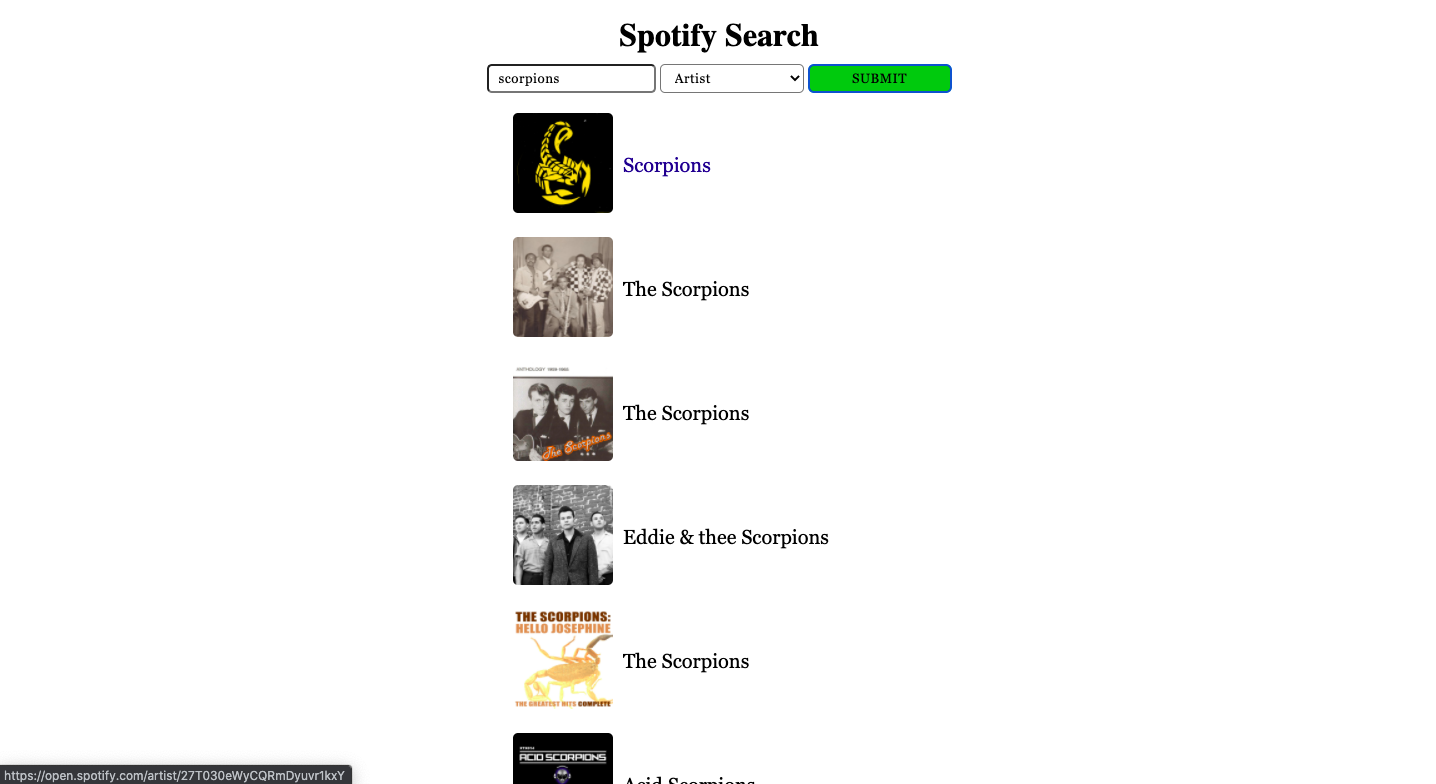 Spotify Search
scorpions
Artist
SUBMIT
Scorpions
The Scorpions
ANTHOLOGY 1959-1965
The Scorpions
The Scorpions
Eddie & thee Scorpions
THE SCORPIONS:
HELLO JOSEPHINE
THE GREATEST HITS COMPLETE
The Scorpions
ACID SCORPIONS
Acid Scorpions
https://open.spotify.com/artist/27T030eWyCQRmDyuvr1kxY